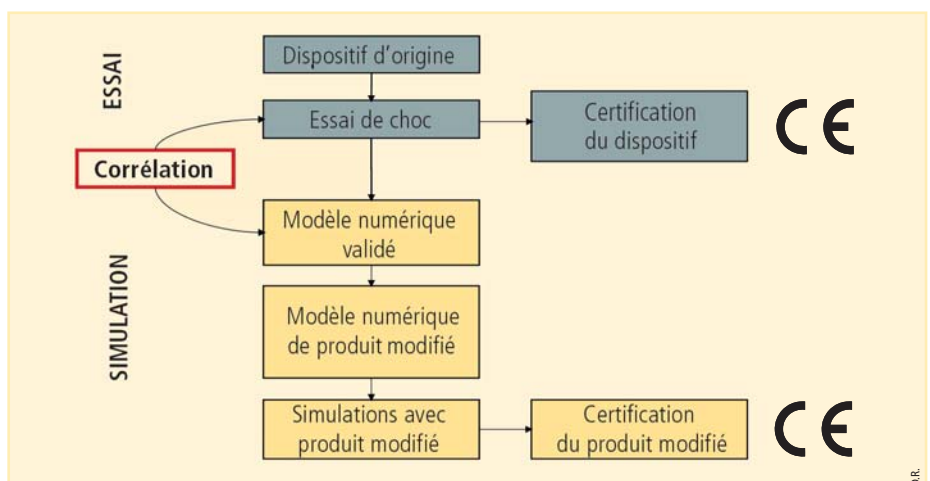 ESSAI
Dispositif d'origine
Essai de choc
Certification
du dispositif
CE
Corrélation
Modèle numérique
validé
SIMULATION
Modèle numérique
de produit modifié
Simulations avec
produit modifié
Certification
du produit modifié
CE